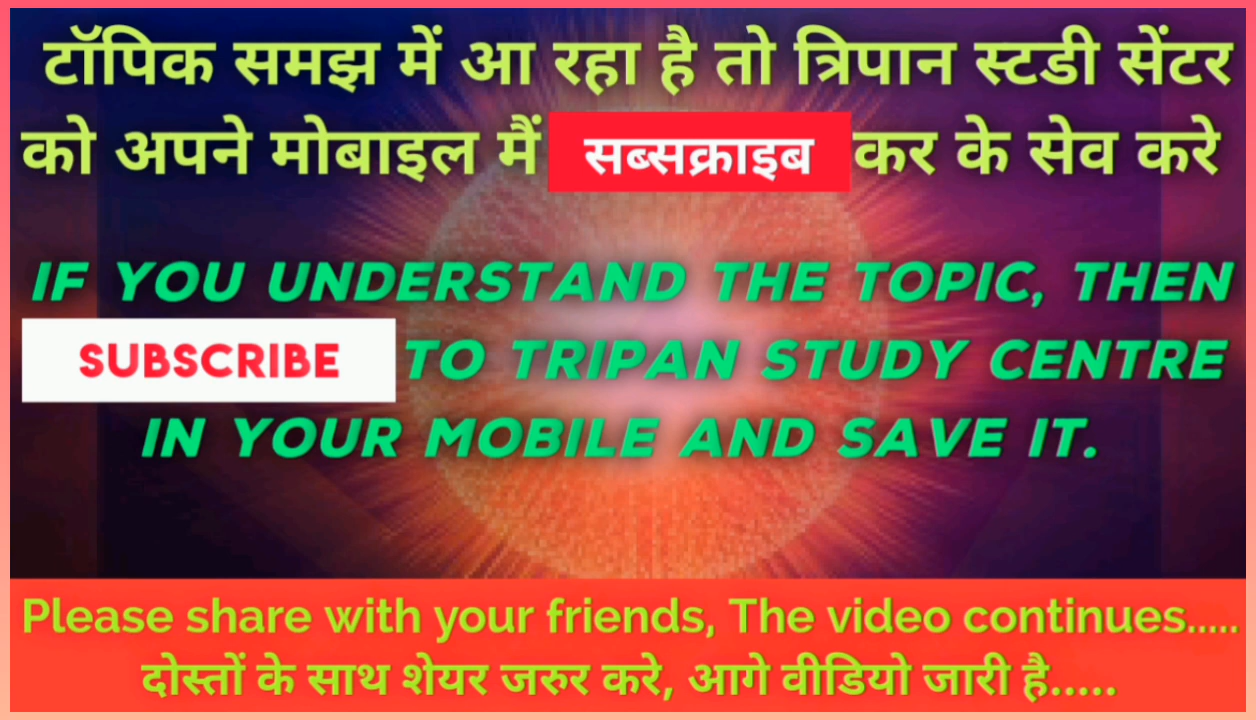 टॉपिक समझ में आ रहा है तो त्रिपान स्टडी सेंटर
को अपने मोबाइल मैं सब्सक्राइब कर के सेव करे
IF YOU UNDERSTAND THE TOPIC, THEN
SUBSCRIBE TO TRIPAN STUDY CENTRE
IN YOUR MOBILE AND SAVE IT.
Please share with your friends, The video continues.....
दोस्तों के साथ शेयर जरुर करे, आगे वीडियो जारी है.....